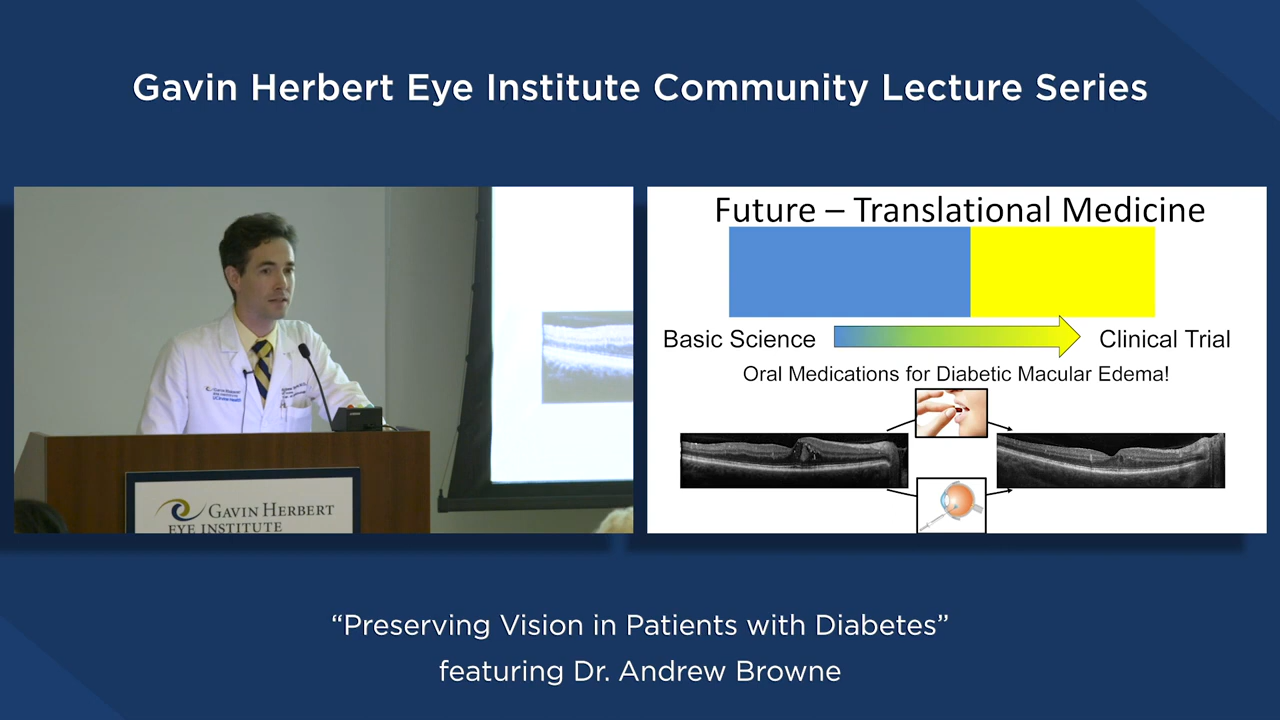 Gavin Herbert Eye Institute Community Lecture Series
Future – Translational Medicine
Basic Science
Clinical Trial
Oral Medications for Diabetic Macular Edema!
GAVIN HERBERT
EYE INSTITUTE
“Preserving Vision in Patients with Diabetes”
featuring Dr. Andrew Browne